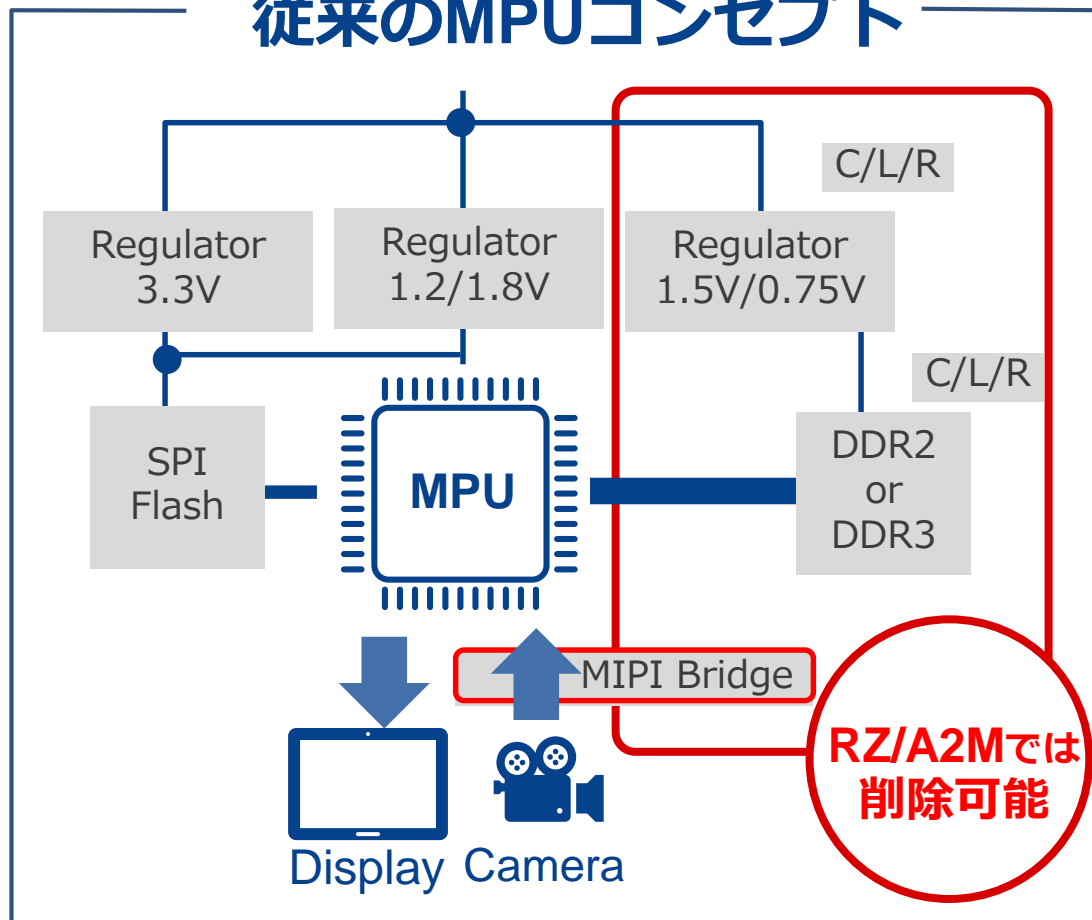 従来のMPUコンセプト
C/L/R
Regulator
3.3V
Regulator
1.2/1.8V
Regulator
1.5V/0.75V
C/L/R
SPI
Flash
MPU
DDR2
or
DDR3
MIPI Bridge
RZ/A2Mでは
削除可能
Display
Camera